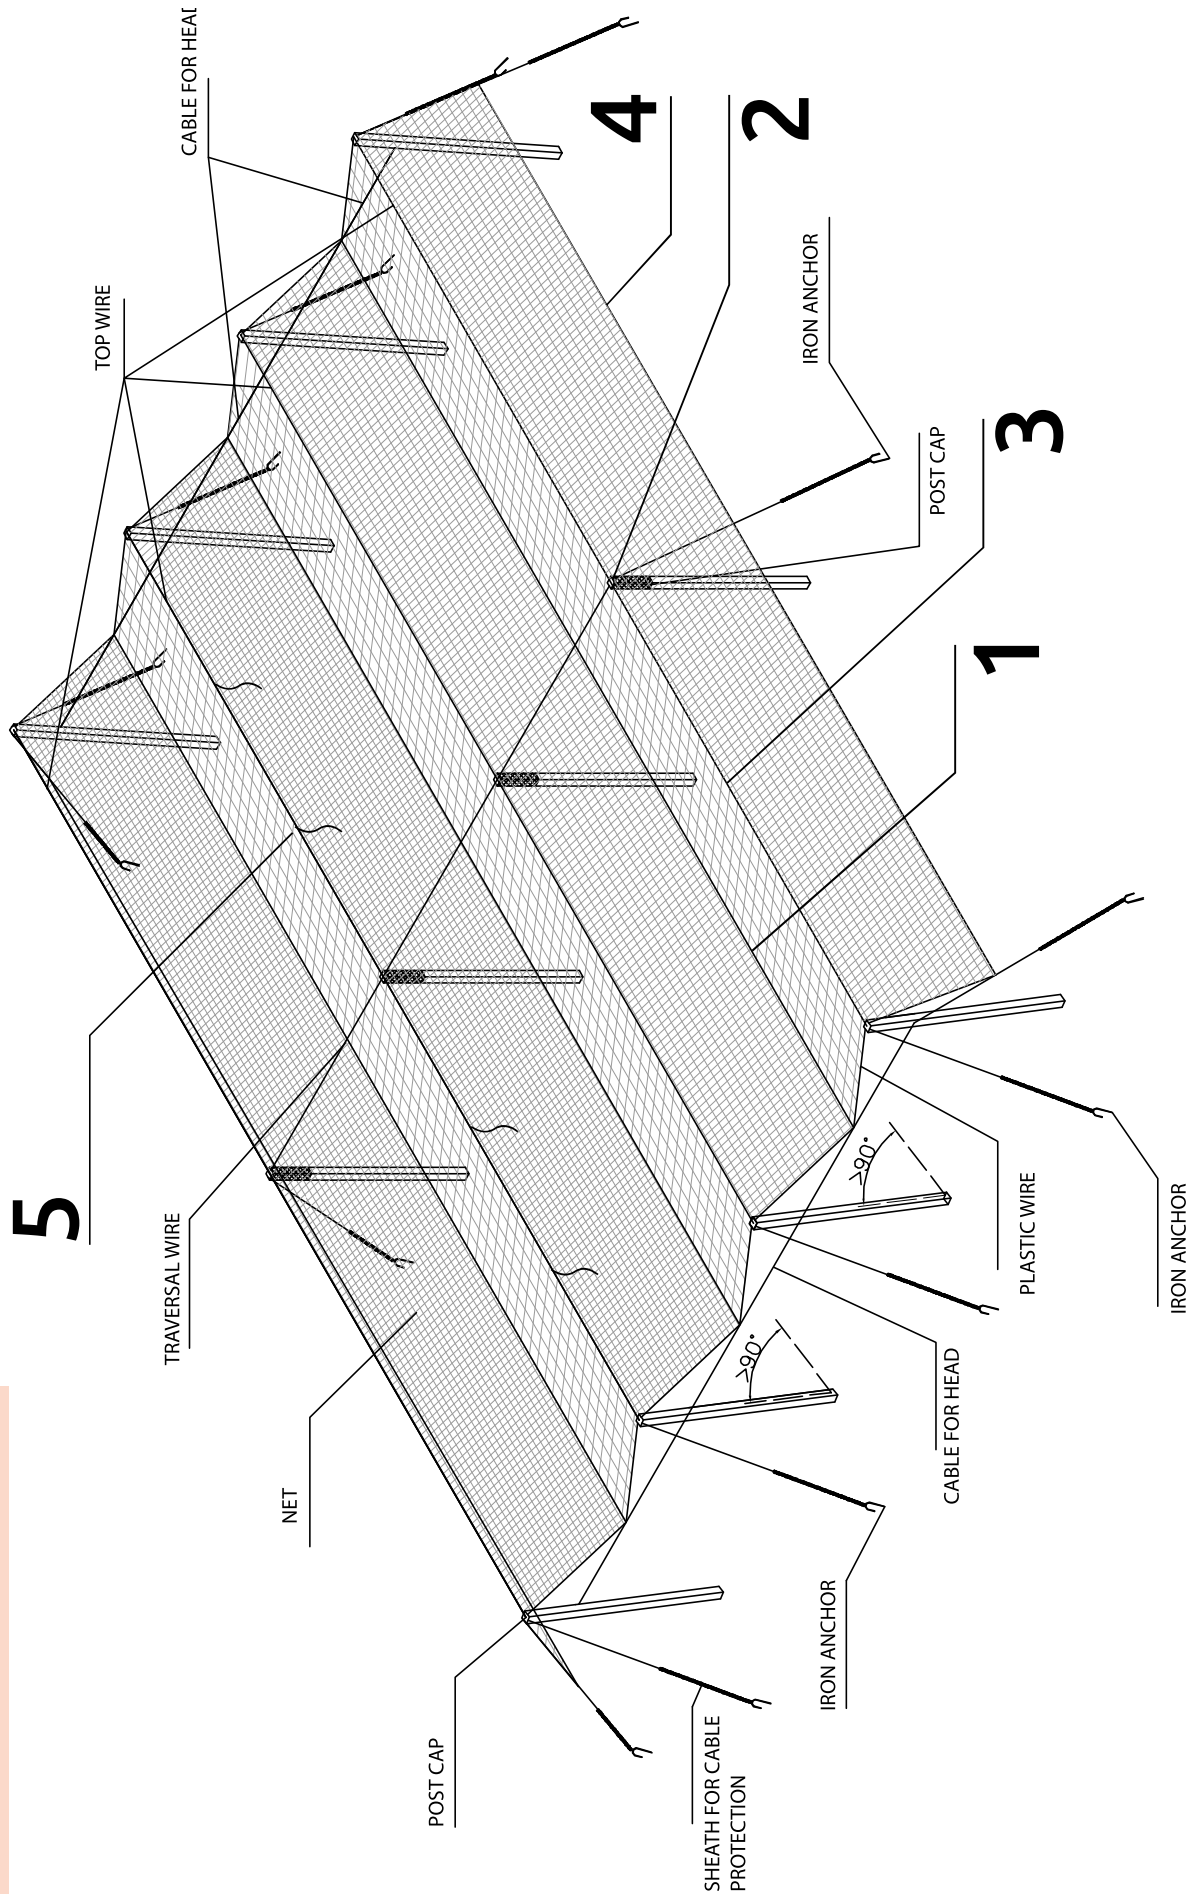 CABLE FOR HEAD
TOP WIRE
4
2
IRON ANCHOR
POST CAP
3
1
5
TRAVERSAL WIRE
NET
PLASTIC WIRE
IRON ANCHOR
>90°
>90°
CABLE FOR HEAD
IRON ANCHOR
POST CAP
SHEATH FOR CABLE
PROTECTION